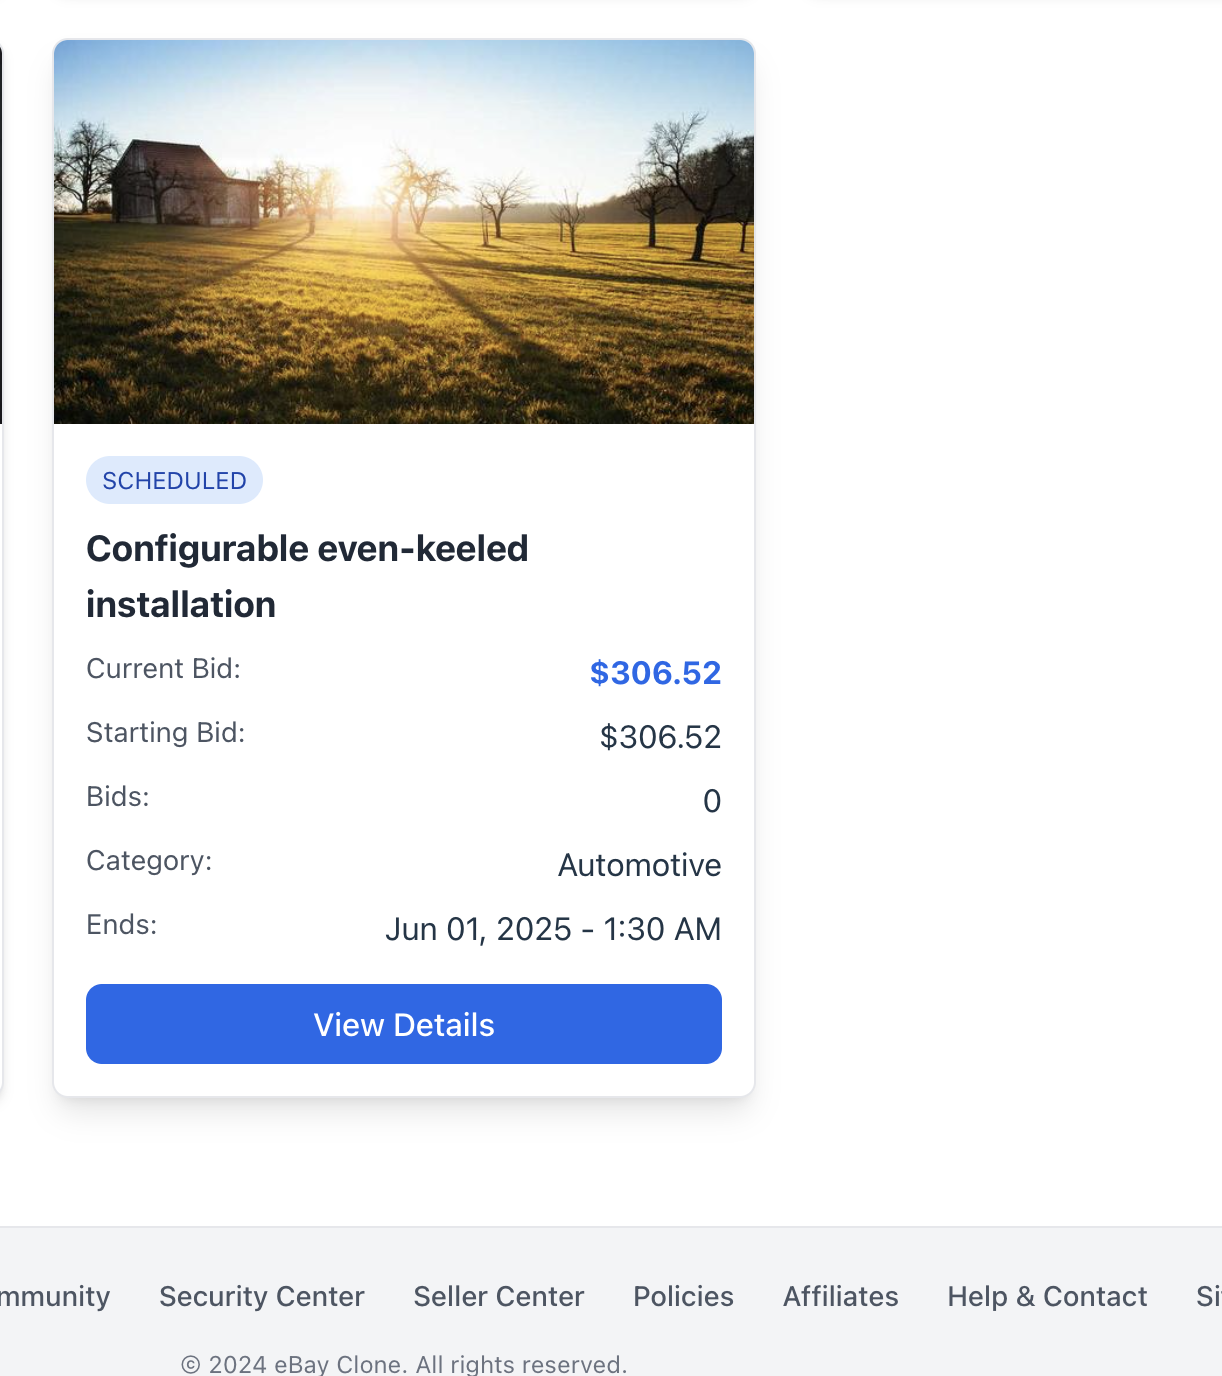 SCHEDULED
Configurable even-keeled
installation
Current Bid: $306.52
Starting Bid: $306.52
Bids: 0
Category: Automotive
Ends: Jun 01, 2025 - 1:30 AM
View Details
mmunity Security Center Seller Center Policies Affiliates Help & Contact Si
© 2024 eBay Clone. All rights reserved.